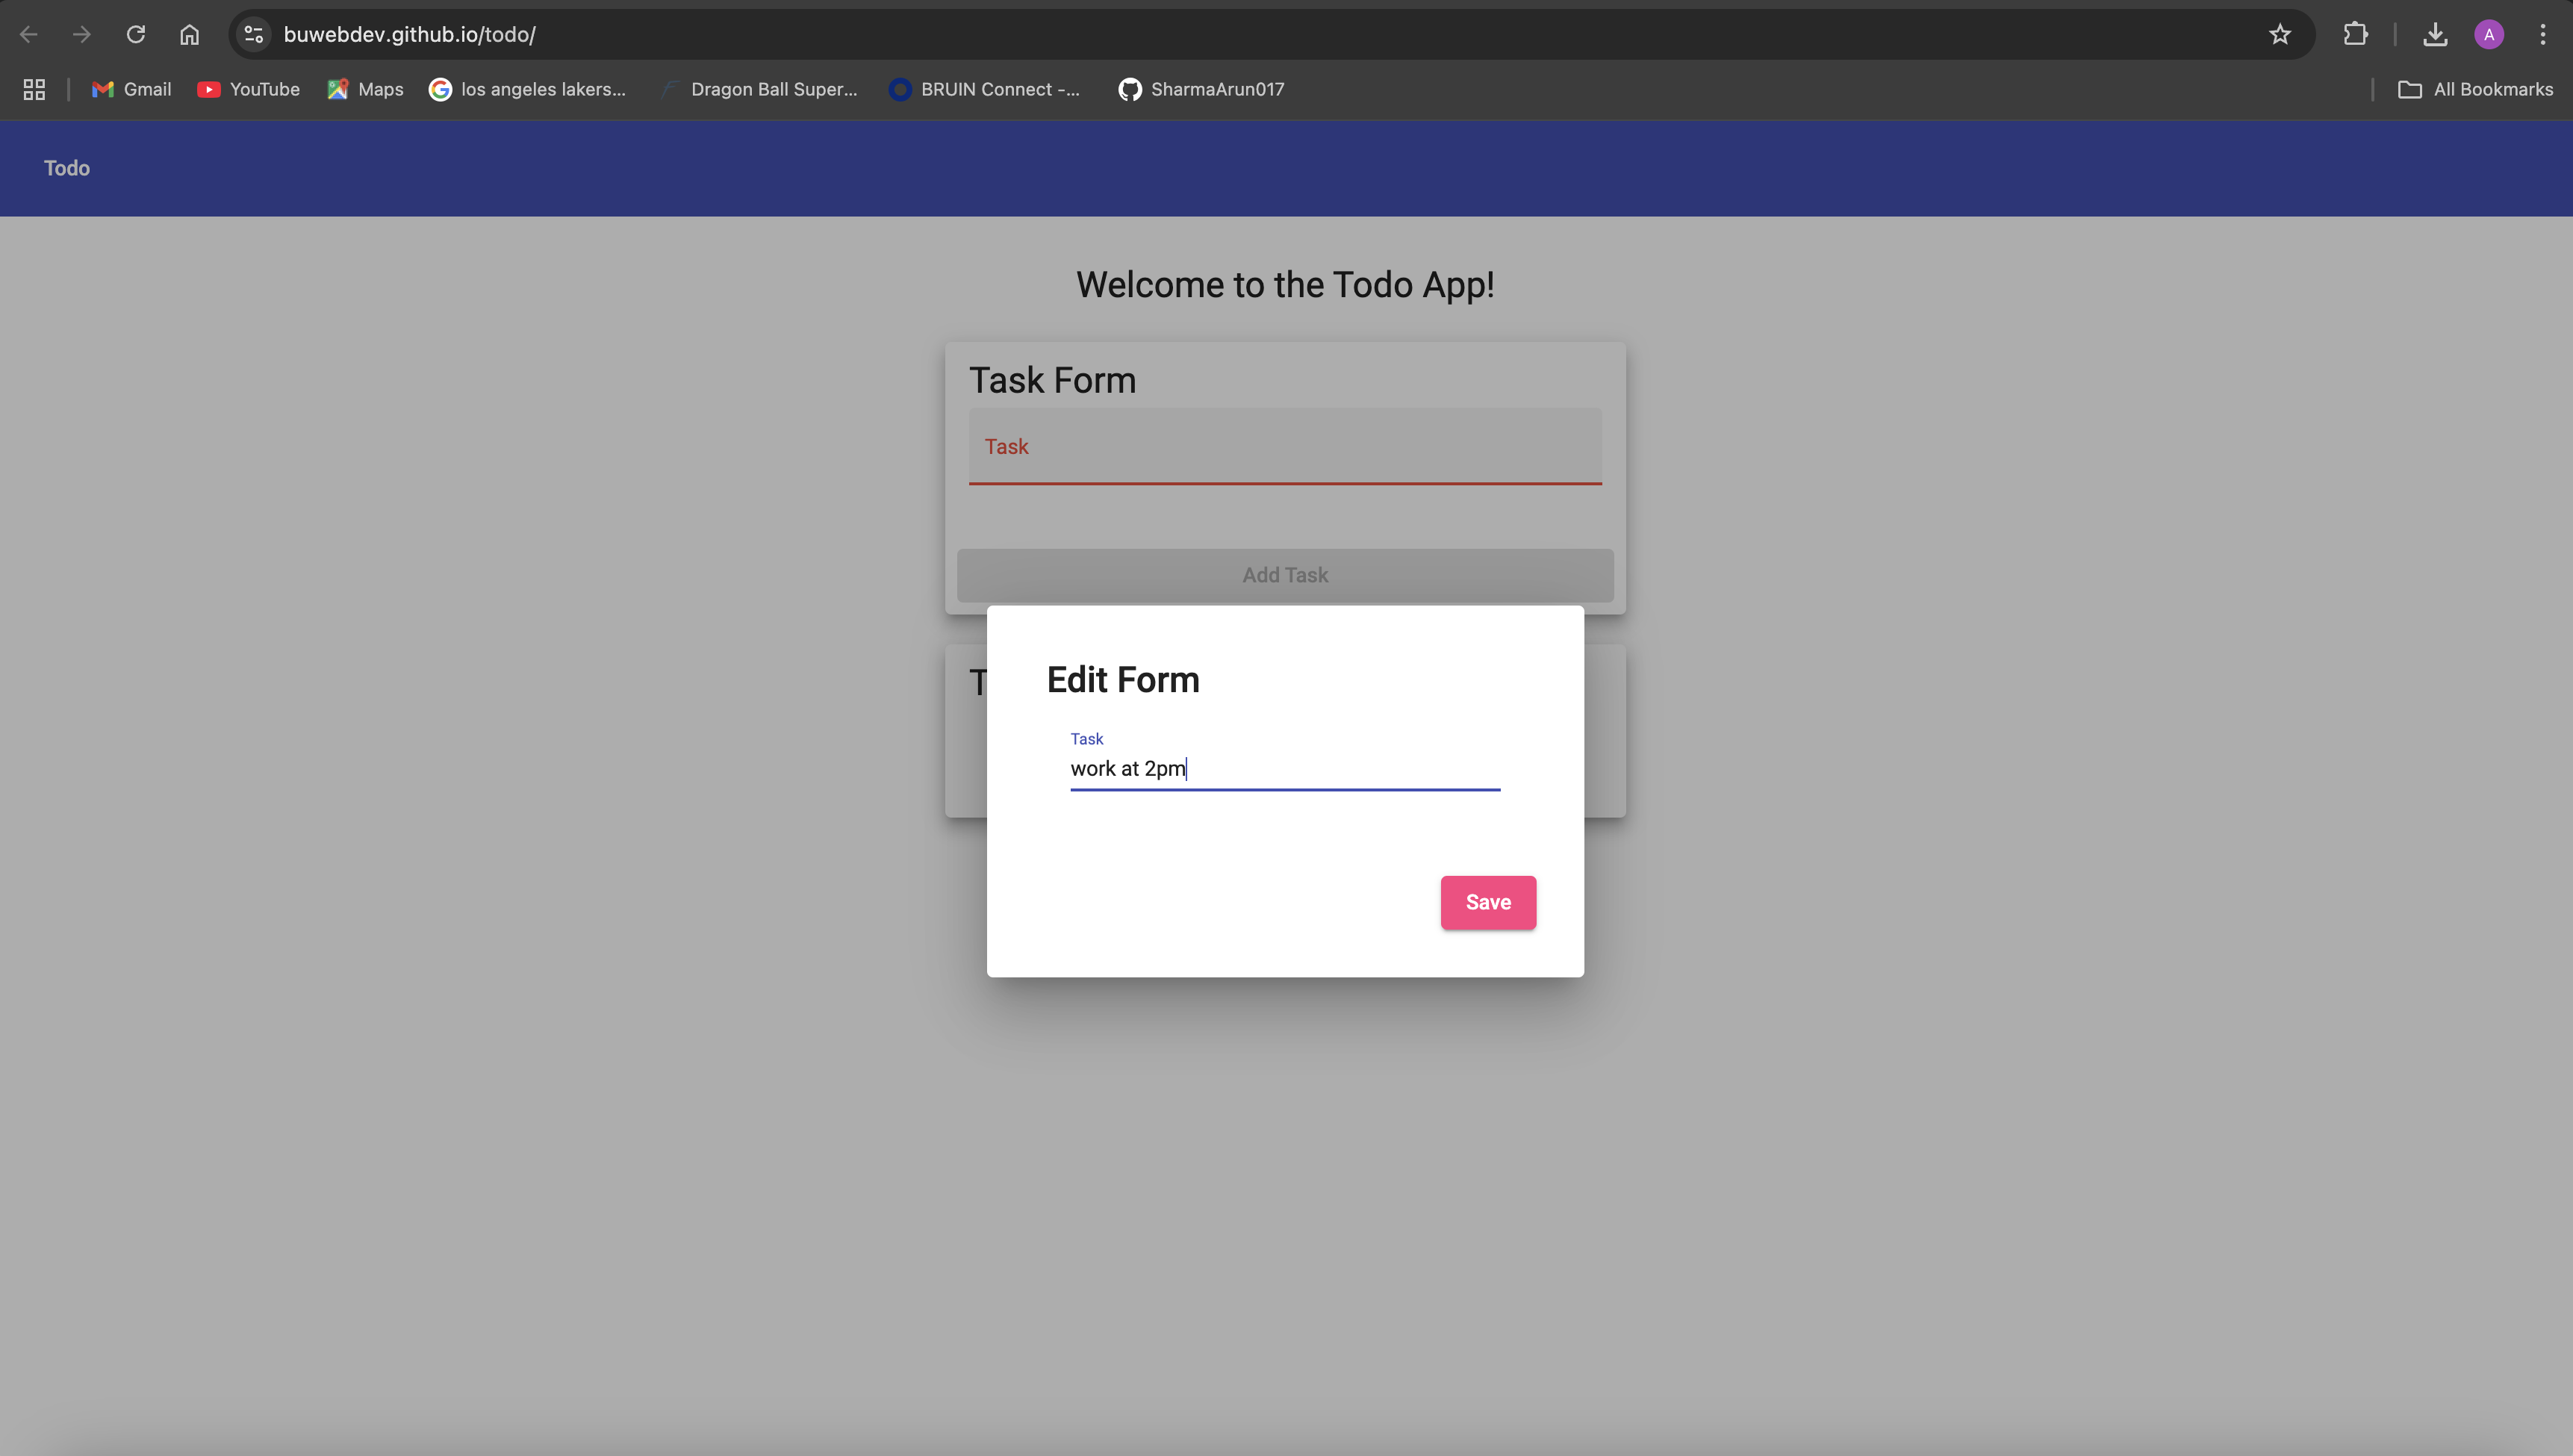 buwebdev.github.io/todo/
A
Gmail
YouTube
Maps
los angeles lakers...
Dragon Ball Super...
BRUIN Connect -...
SharmaArun017
All Bookmarks
Todo
Welcome to the Todo App!
Task Form
Task
Add Task
T
Edit Form
Task
work at 2pm
Save